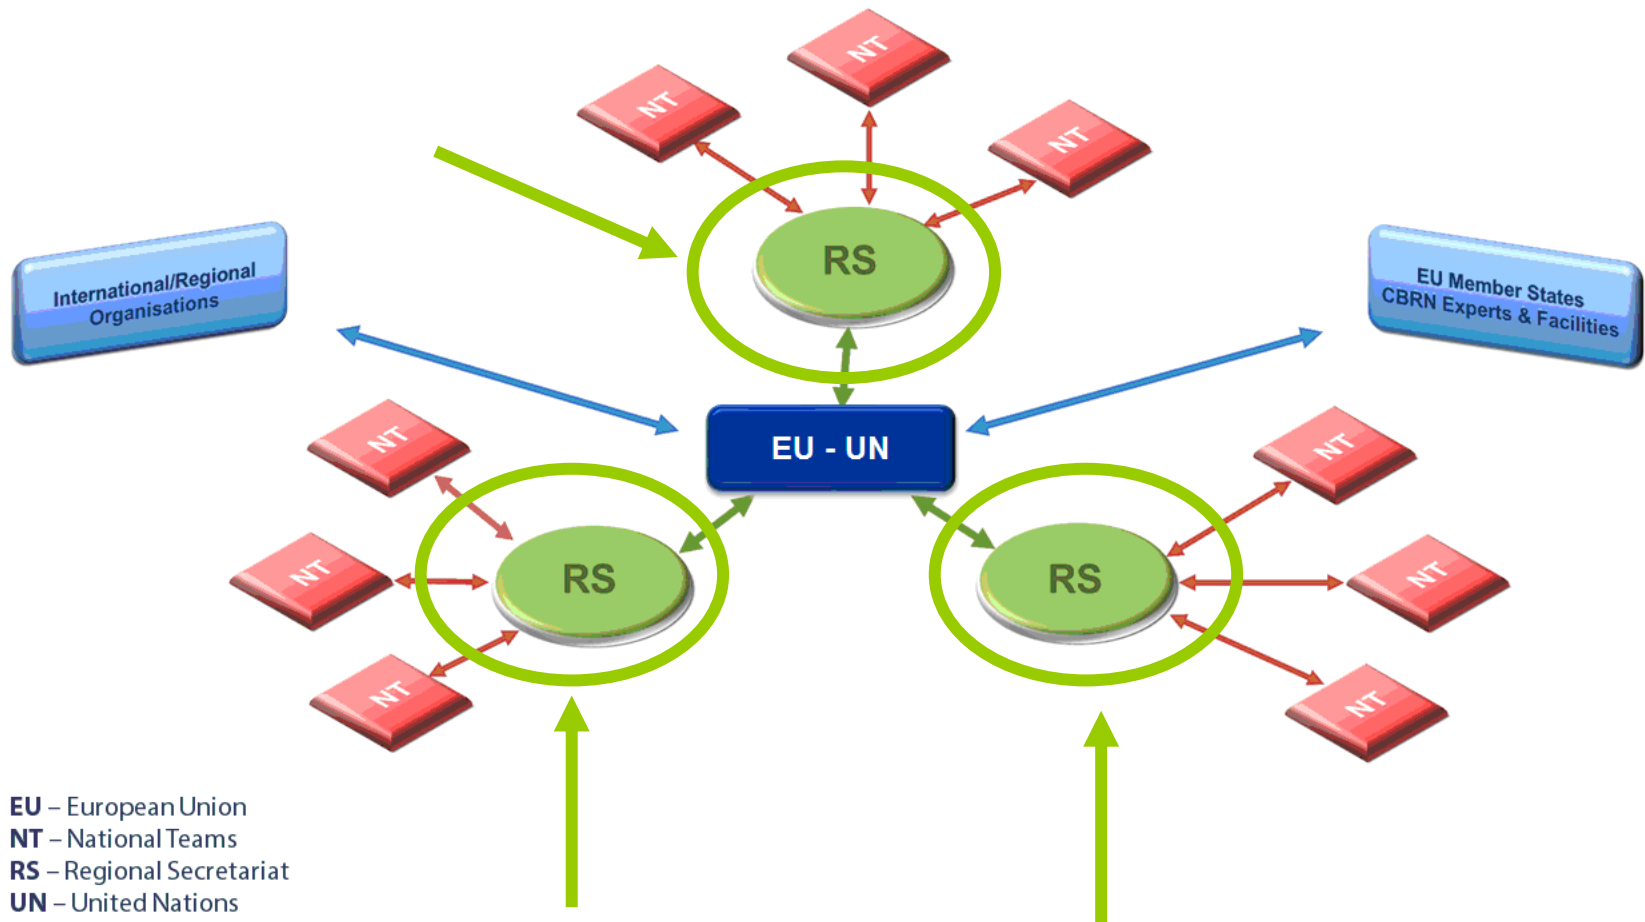 NT
NT
NT
RS
International/Regional
Organisations
EU Member States
CBRN Experts & Facilities
EU - UN
NT
NT
NT
RS
RS
NT
NT
NT
EU – European Union
NT – National Teams
RS – Regional Secretariat
UN – United Nations